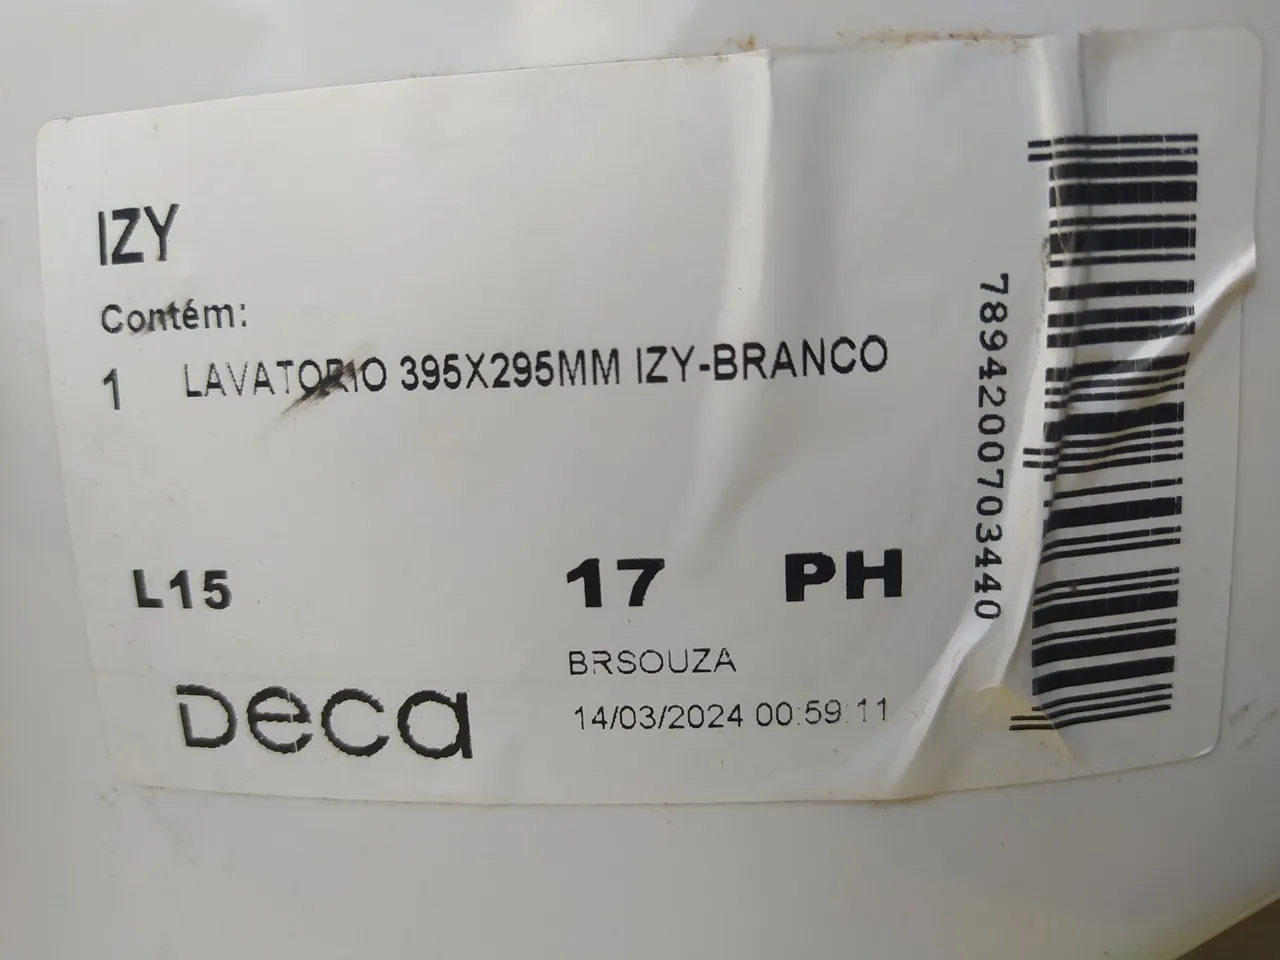 IZY
Contém:
1 LAVATORIO 395X295MM IZY-BRANCO
L15 17 PH
BRSOUZA
14/03/2024 00:59:11
Deca
7894200703440